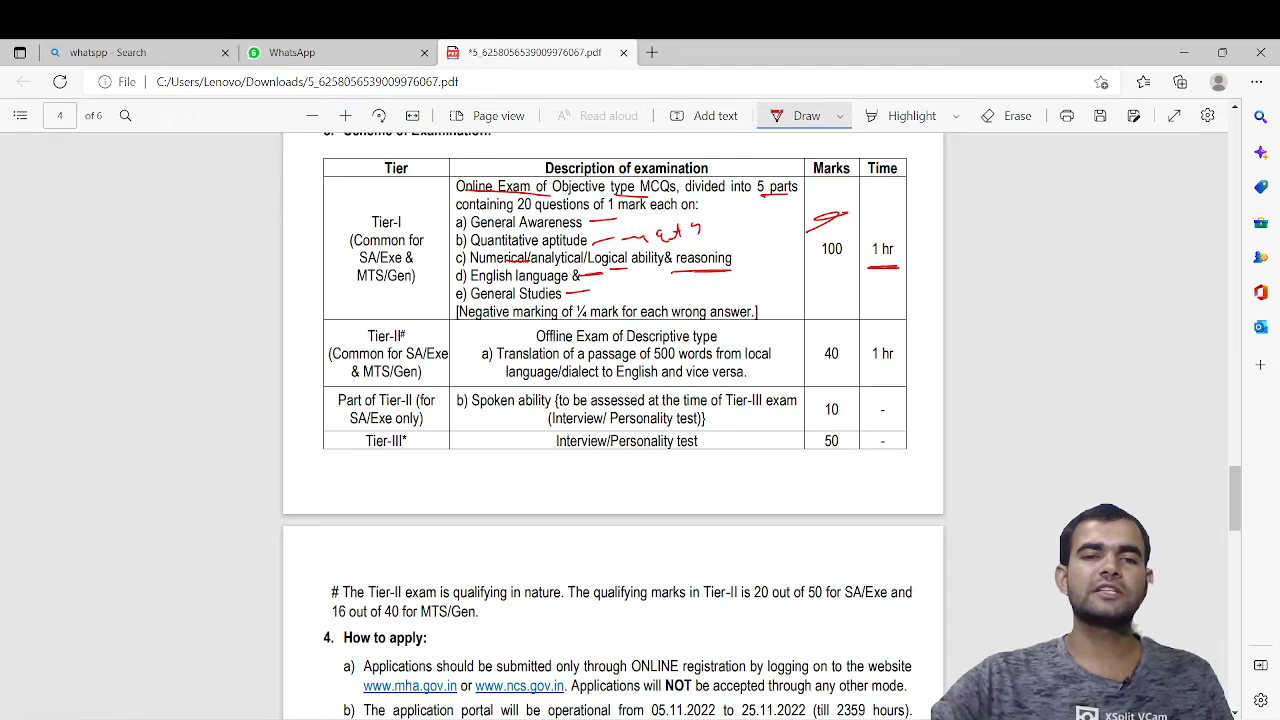 whatspp - Search
WhatsApp
*5_6258056539009976067.pdf
File
C:/Users/Lenovo/Downloads/5_6258056539009976067.pdf
4
of 6
Page view
Read aloud
Add text
Draw
Highlight
Erase
Scheme of Examination:
Tier
Description of examination
Marks
Time
Tier-I
(Common for
SA/Exe &
MTS/Gen)
Online Exam of Objective type MCQs, divided into 5 parts
containing 20 questions of 1 mark each on:
a) General Awareness
b) Quantitative aptitude
c) Numerical/analytical/Logical ability& reasoning
d) English language &
e) General Studies
[Negative marking of ¼ mark for each wrong answer.]
100
1 hr
Tier-II#
(Common for SA/Exe
& MTS/Gen)
Offline Exam of Descriptive type
a) Translation of a passage of 500 words from local
language/dialect to English and vice versa.
40
1 hr
Part of Tier-II (for
SA/Exe only)
b) Spoken ability {to be assessed at the time of Tier-III exam
(Interview/ Personality test)}
10
-
Tier-III*
Interview/Personality test
50
-
# The Tier-II exam is qualifying in nature. The qualifying marks in Tier-II is 20 out of 50 for SA/Exe and
16 out of 40 for MTS/Gen.
4. How to apply:
a) Applications should be submitted only through ONLINE registration by logging on to the website
www.mha.gov.in or www.ncs.gov.in. Applications will NOT be accepted through any other mode.
b) The application portal will be operational from 05.11.2022 to 25.11.2022 (till 2359 hours).
XSplit VCam